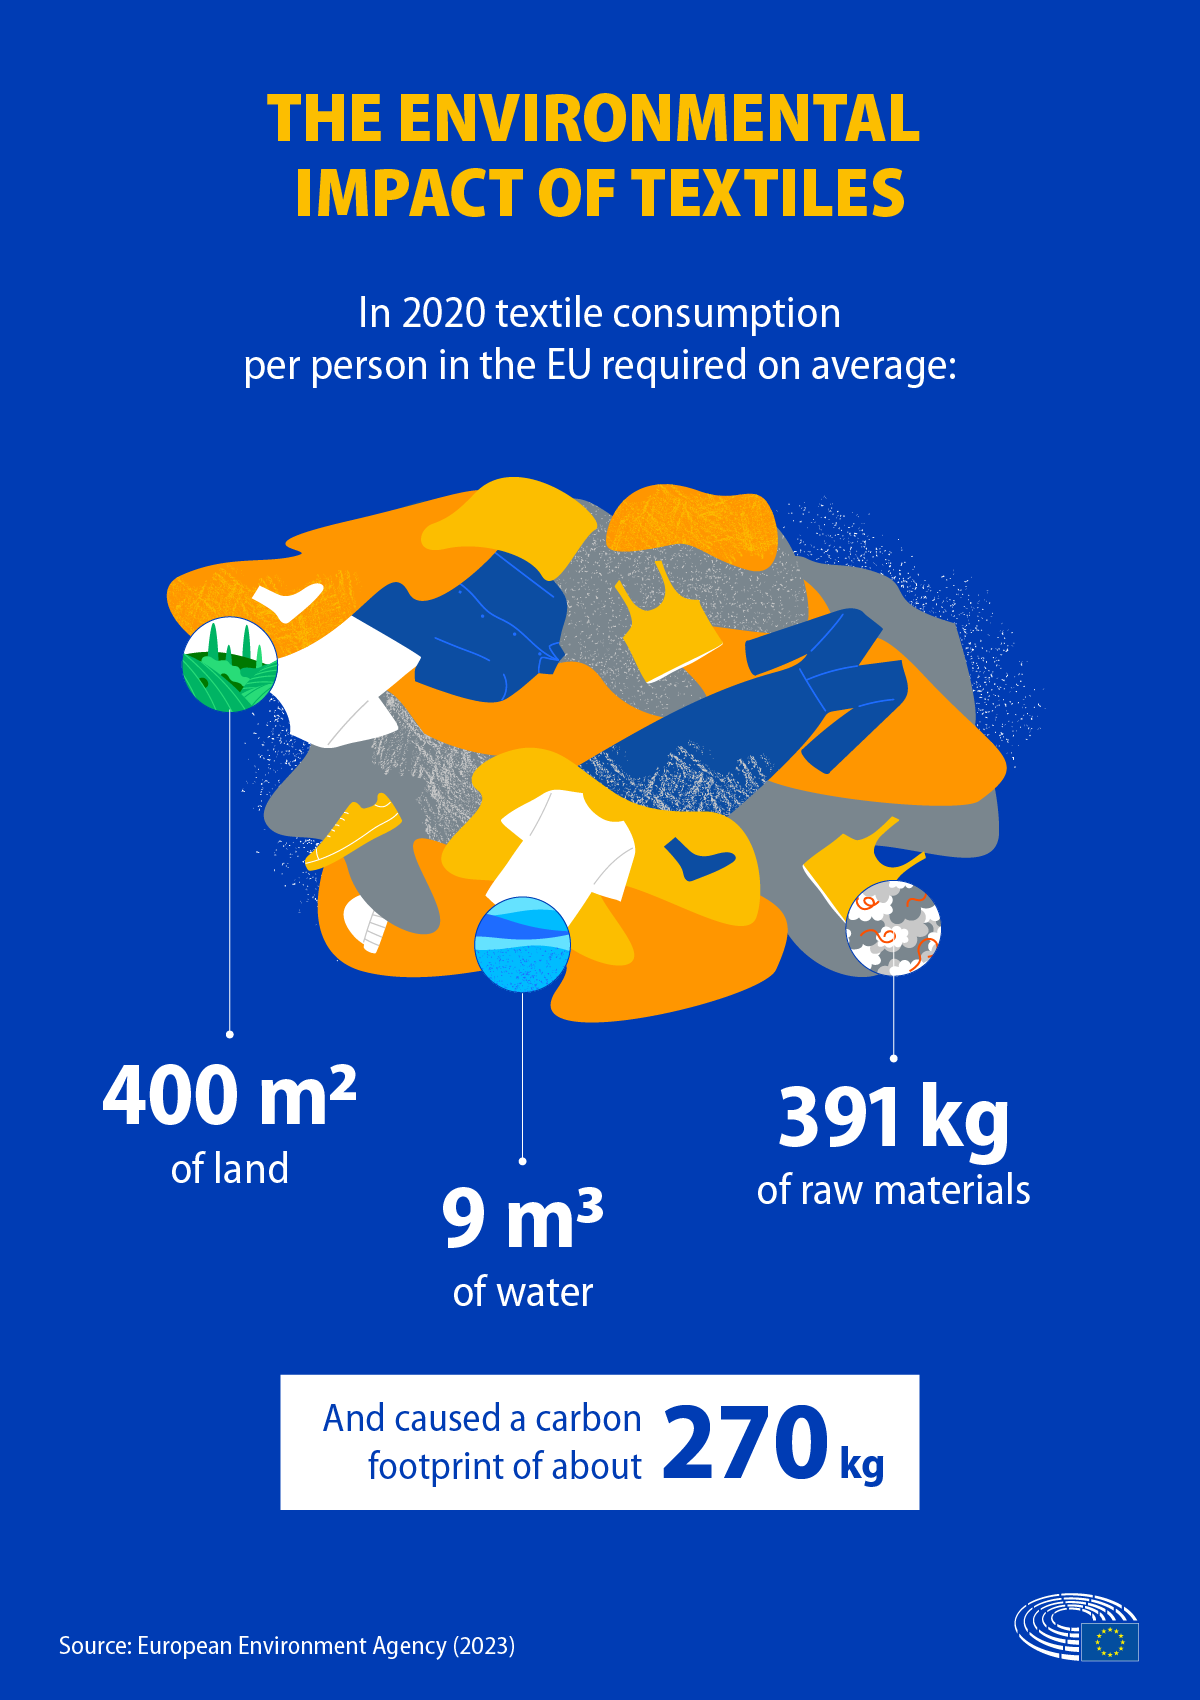 THE ENVIRONMENTAL
IMPACT OF TEXTILES
In 2020 textile consumption
per person in the EU required on average:
400 m²
of land
9 m³
of water
391 kg
of raw materials
And caused a carbon
footprint of about
270 kg
Source: European Environment Agency (2023)